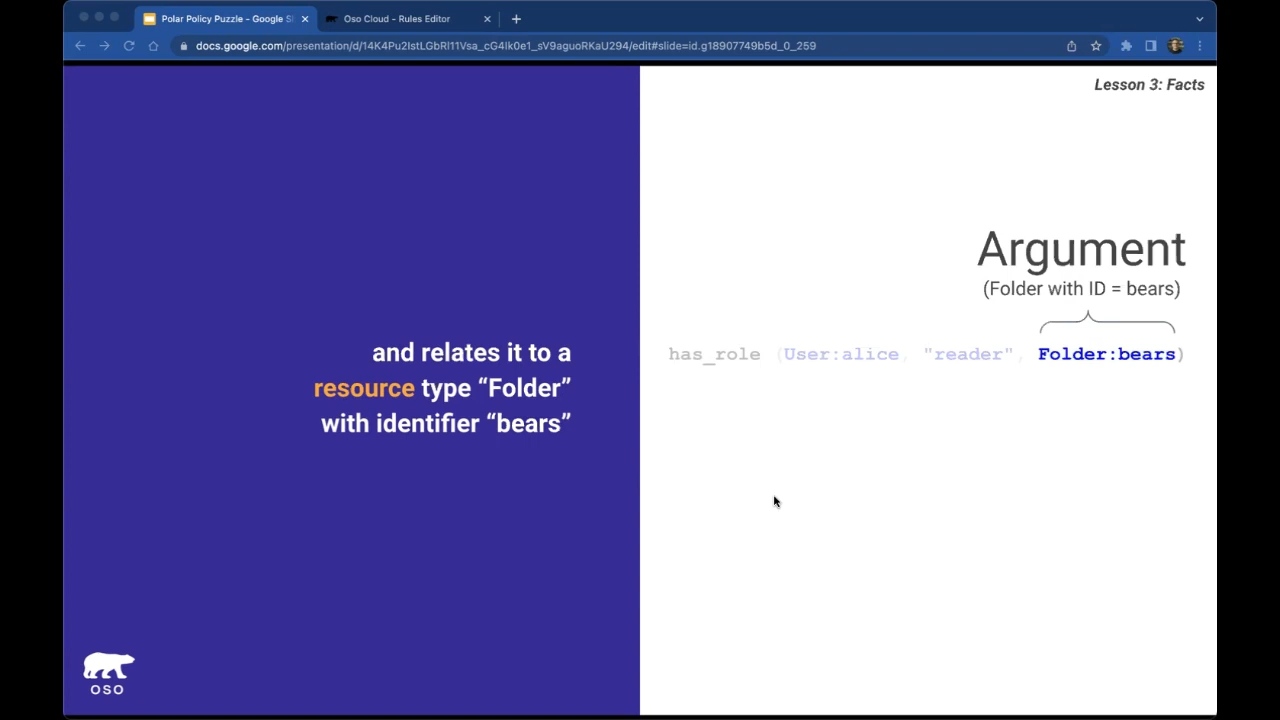 Polar Policy Puzzle - Google Sl
Oso Cloud - Rules Editor
docs.google.com/presentation/d/14K4Pu2IstLGbRl11Vsa_cG4Ik0e1_sV9aguoRKaU294/edit#slide=id.g18907749b5d_0_259
Lesson 3: Facts
Argument
(Folder with ID = bears)
and relates it to a
resource type “Folder”
with identifier “bears”
has_role (User:alice, "reader", Folder:bears)
OSO